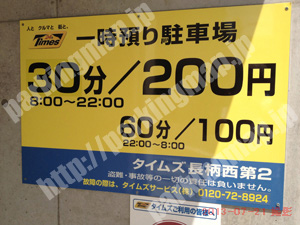 人と クルマと 街と。
Times
一時預り駐車場
30分／200円
8:00～22:00
60分／100円
22:00～8:00
タイムズ長柄西第2
盗難・事故等の一切の責任は負いません。
故障の際は、タイムズサービス(株) 0120-72-8924
タイムズご利用の皆様へ